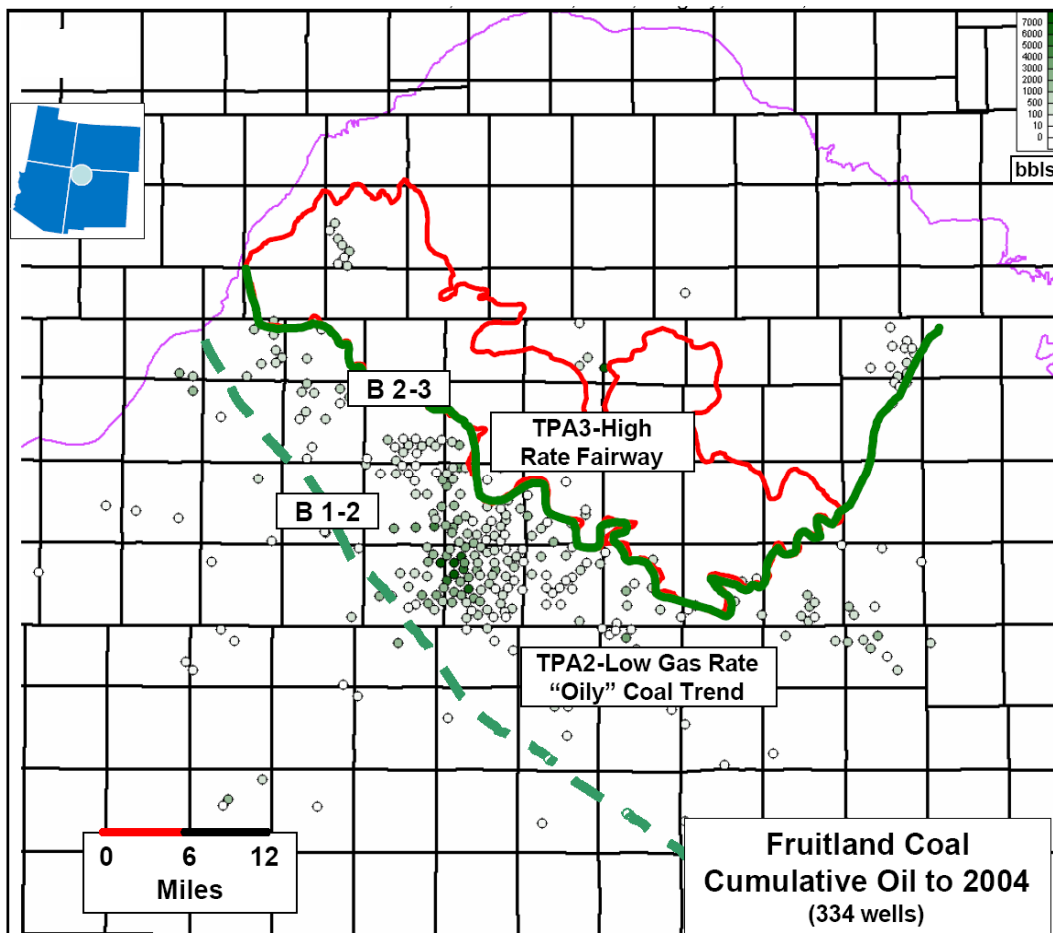 7000
6000
5000
4000
3000
2000
1000
500
100
10
0
bbls
B 2-3
TPA3-High
Rate Fairway
B 1-2
TPA2-Low Gas Rate
“Oily” Coal Trend
0 6 12
Miles
Fruitland Coal
Cumulative Oil to 2004
(334 wells)